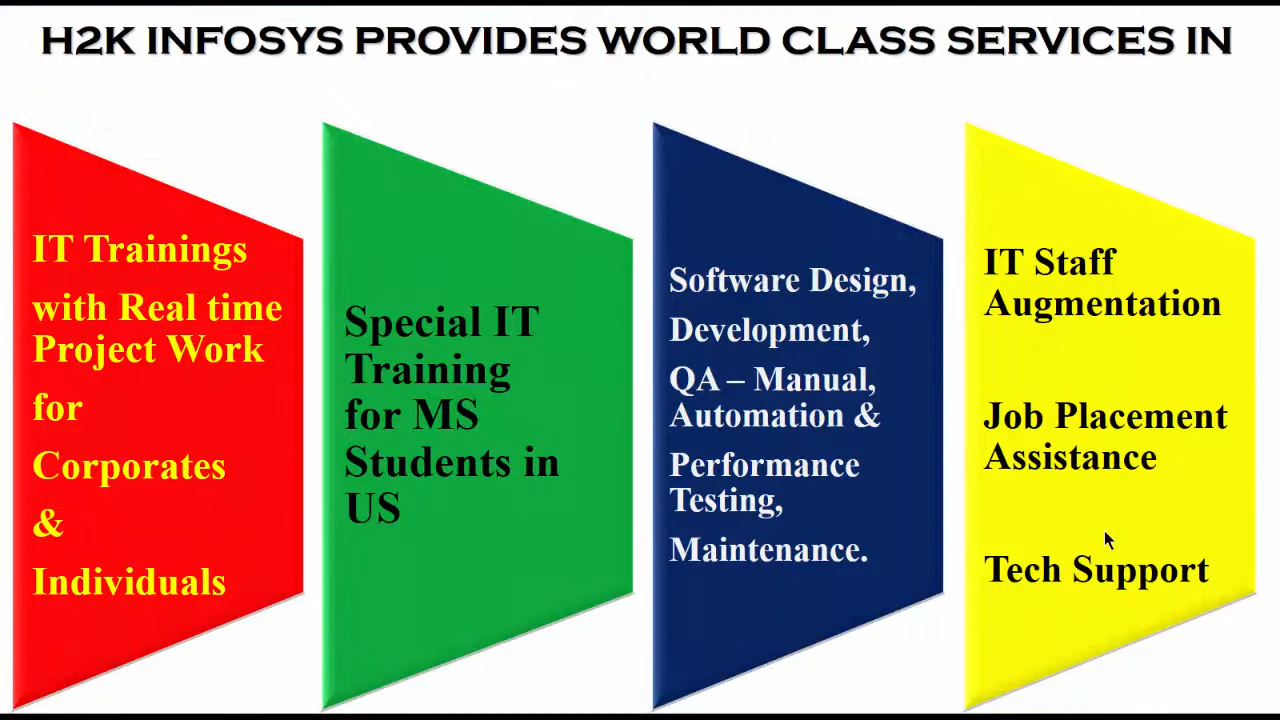 H2K INFOSYS PROVIDES WORLD CLASS SERVICES IN
IT Trainings
with Real time
Project Work
for
Corporates
&
Individuals
Special IT
Training
for MS
Students in
US
Software Design,
Development,
QA – Manual,
Automation &
Performance
Testing,
Maintenance.
IT Staff
Augmentation
Job Placement
Assistance
Tech Support